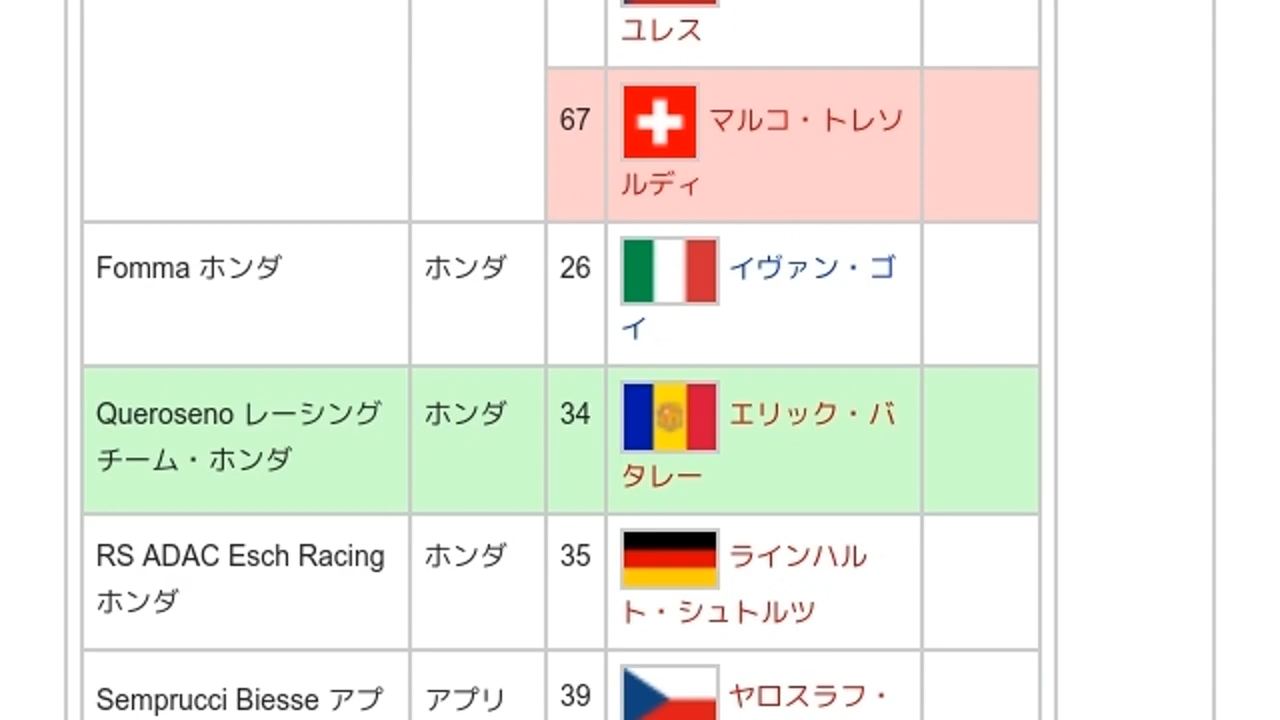 ユレス
67 マルコ・トレソ
ルディ
Fomma ホンダ ホンダ 26 イヴァン・ゴ
イ
Queroseno レーシング ホンダ 34 エリック・バ
チーム・ホンダ
タレー
RS ADAC Esch Racing ホンダ 35 ラインハル
ホンダ
ト・シュトルツ
Semprucci Biesse アプ アプリ 39 ヤロスラフ・